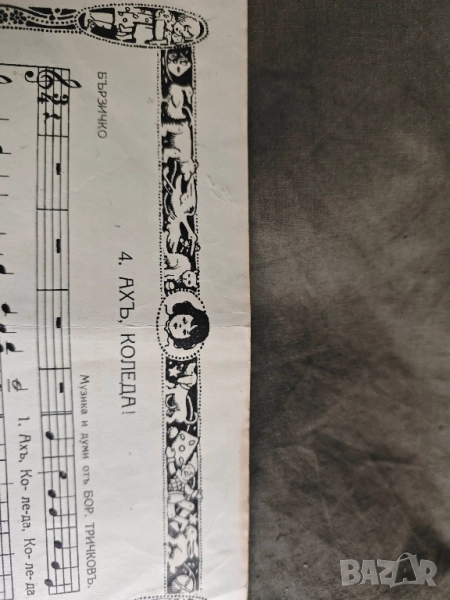 4. АХЪ, КОЛЕДА!
БЪРЗИЧКО
Музика и думи отъ БОР. ТРИЧКОВЪ.
1. Ахъ, Ко- ле-да, Ко- ле-да
BAZAR